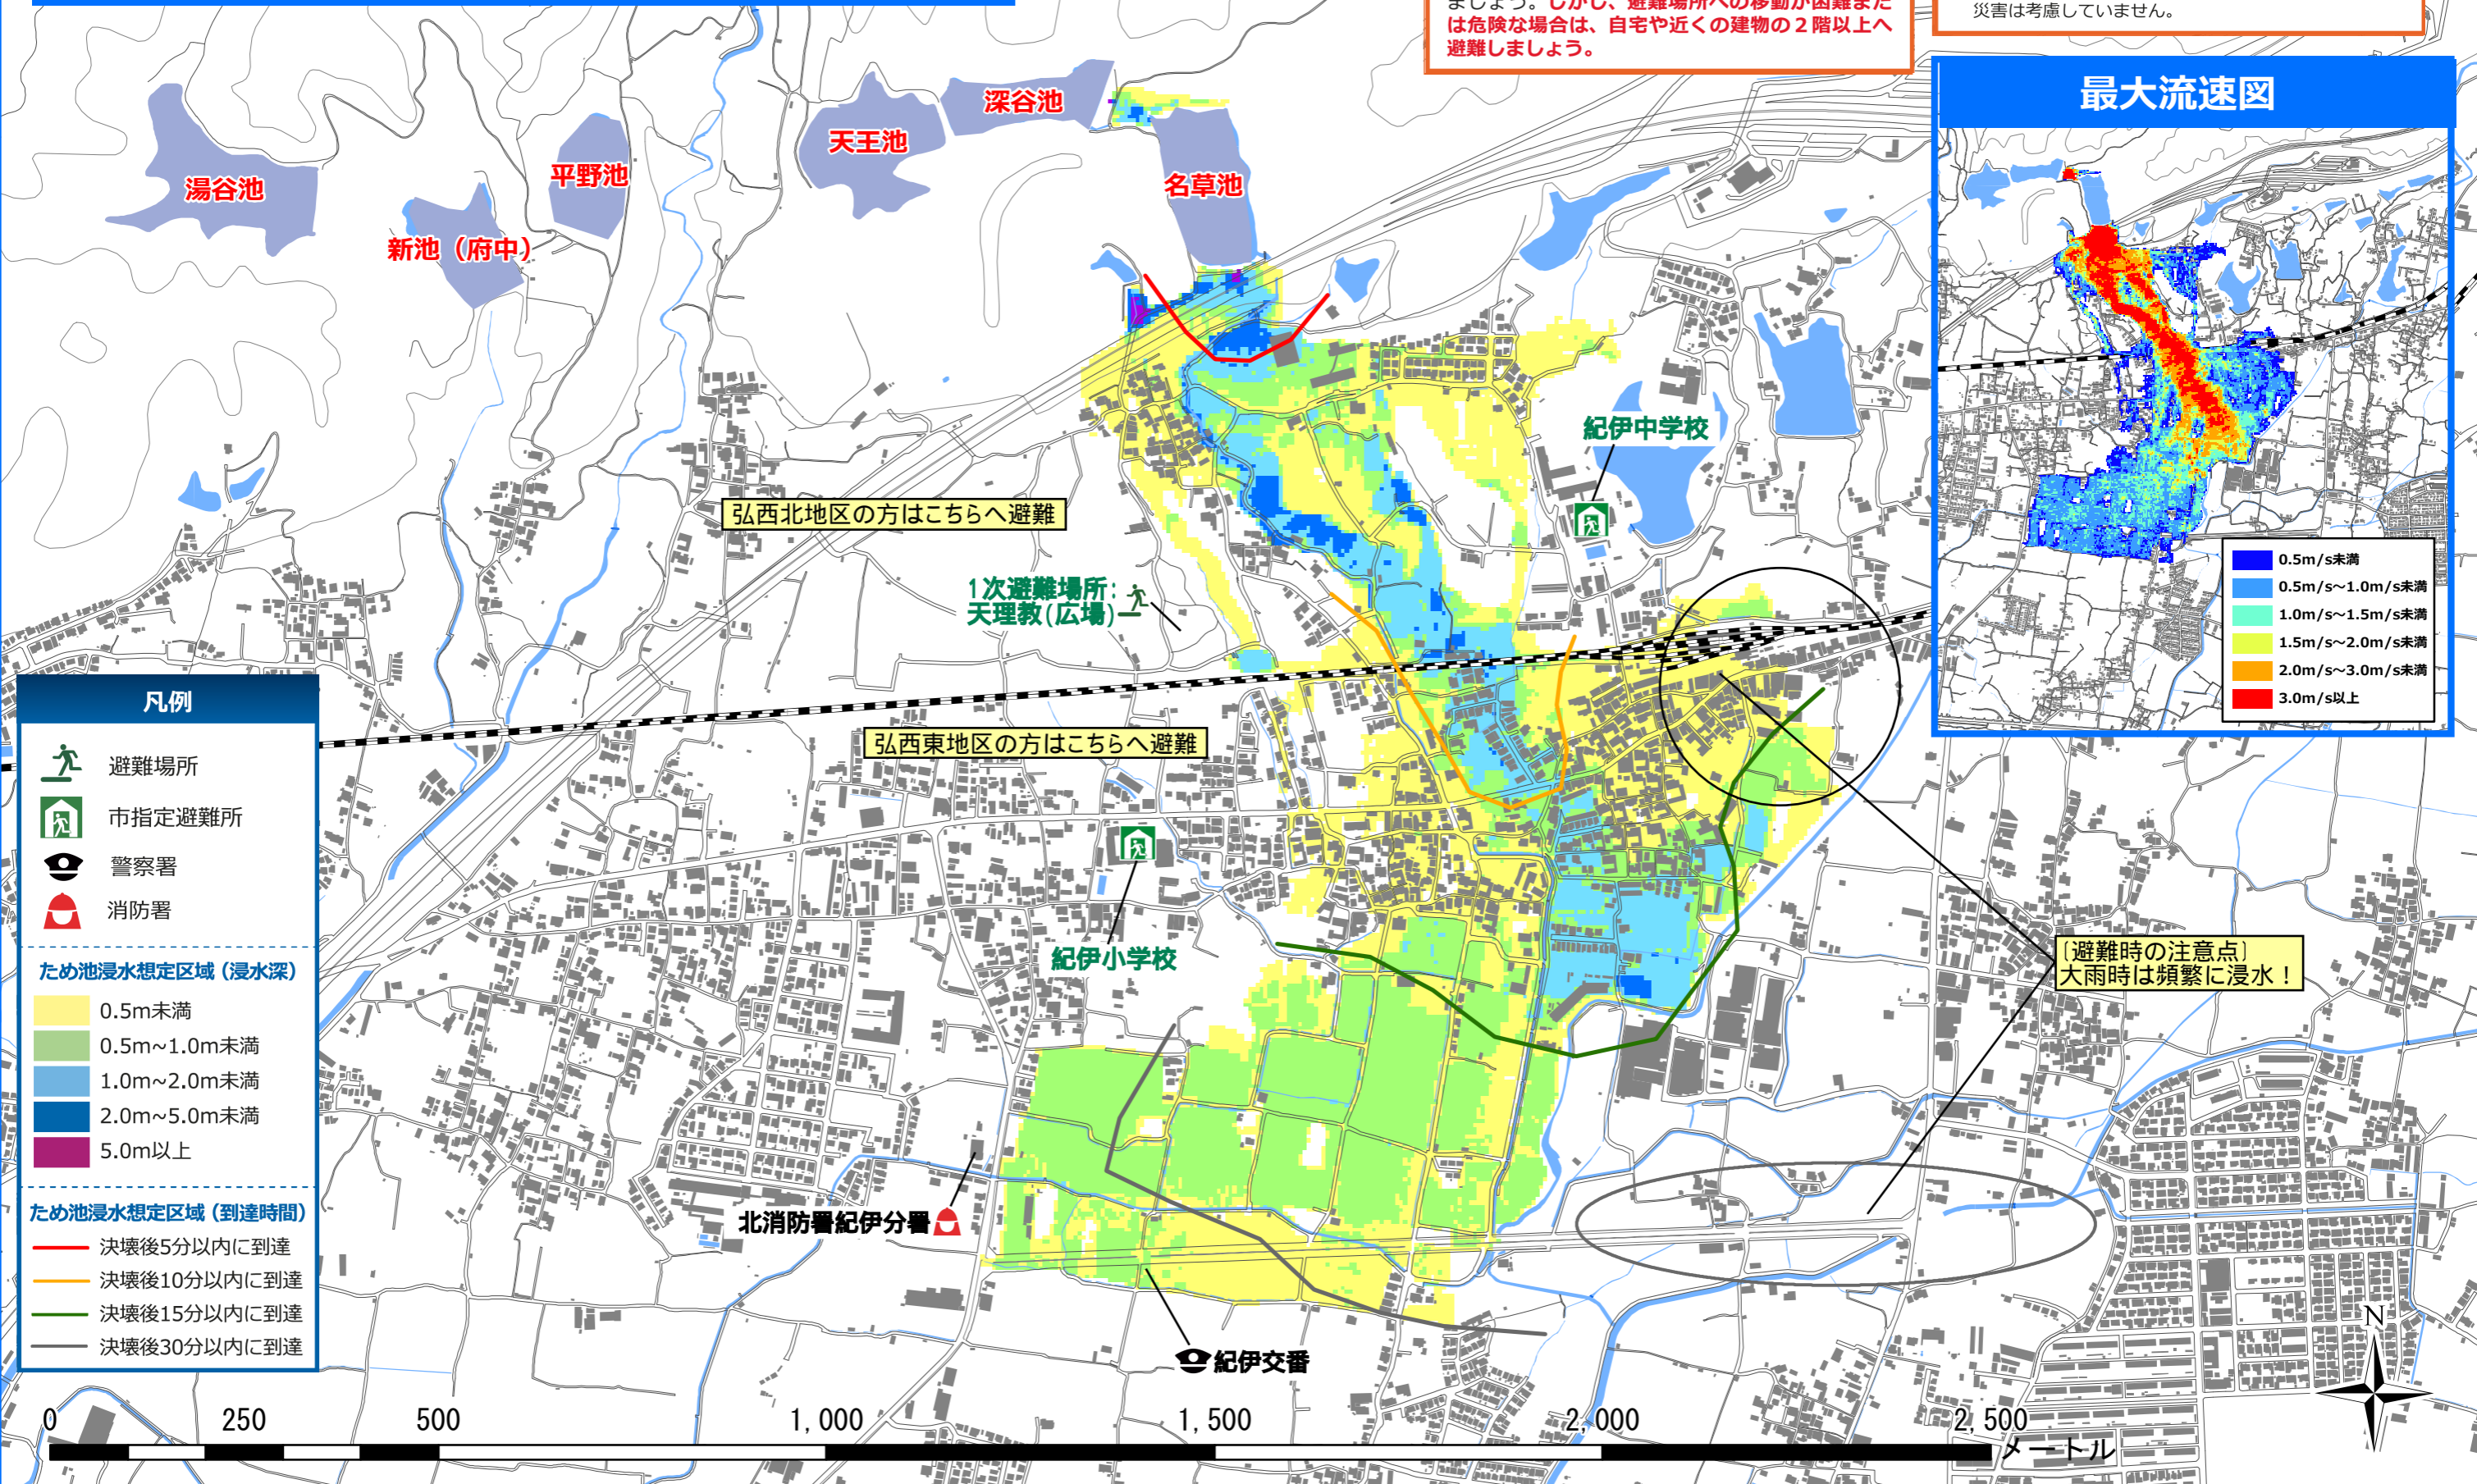 ましょう。しかし、避難場所への移動が困難また
は危険な場合は、自宅や近くの建物の２階以上へ
避難しましょう。
災害は考慮していません。
最大流速図
深谷池
天王池
平野池
湯谷池
名草池
新池（府中）
紀伊中学校
弘西北地区の方はこちらへ避難
1次避難場所：
天理教(広場)
0.5m/s未満
0.5m/s～1.0m/s未満
1.0m/s～1.5m/s未満
1.5m/s～2.0m/s未満
2.0m/s～3.0m/s未満
3.0m/s以上
弘西東地区の方はこちらへ避難
紀伊小学校
〔避難時の注意点〕
大雨時は頻繁に浸水！
凡例
避難場所
市指定避難所
警察署
消防署
ため池浸水想定区域（浸水深）
0.5m未満
0.5m~1.0m未満
1.0m~2.0m未満
2.0m~5.0m未満
5.0m以上
ため池浸水想定区域（到達時間）
決壊後5分以内に到達
決壊後10分以内に到達
決壊後15分以内に到達
決壊後30分以内に到達
北消防署紀伊分署
紀伊交番
N
0 250 500 1,000 1,500 2,000 2,500
メートル